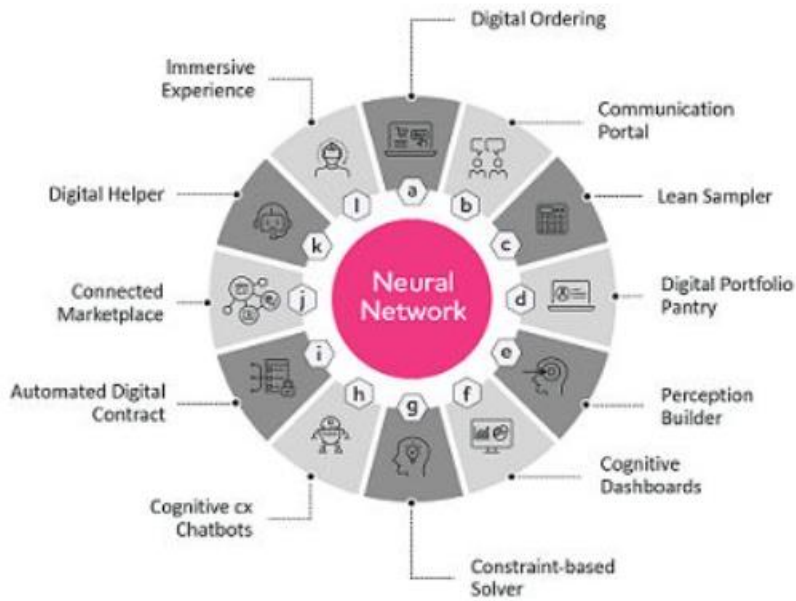 Digital Ordering
Immersive
Experience
Communication
Portal
Digital Helper
Lean Sampler
Connected
Marketplace
Digital Portfolio
Pantry
Automated Digital
Contract
Perception
Builder
Cognitive cx
Chatbots
Cognitive
Dashboards
Constraint-based
Solver
Neural
Network
a
b
c
d
e
f
g
h
i
j
k
l